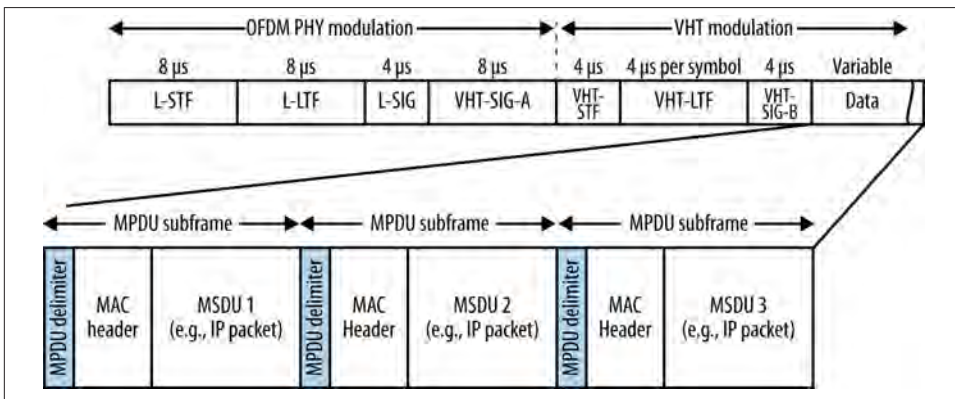 OFDM PHY modulation VHT modulation
8 μs 8 μs 4 μs 8 μs 4 μs 4 μs per symbol 4 μs Variable
L-STF L-LTF L-SIG VHT-SIG-A VHT-STF VHT-LTF VHT-SIG-B Data
MPDU subframe MPDU subframe MPDU subframe
MPDU delimiter
MAC header
MSDU 1
(e.g., IP packet)
MPDU delimiter
MAC Header
MSDU 2
(e.g., IP packet)
MPDU delimiter
MAC Header
MSDU 3
(e.g., IP packet)